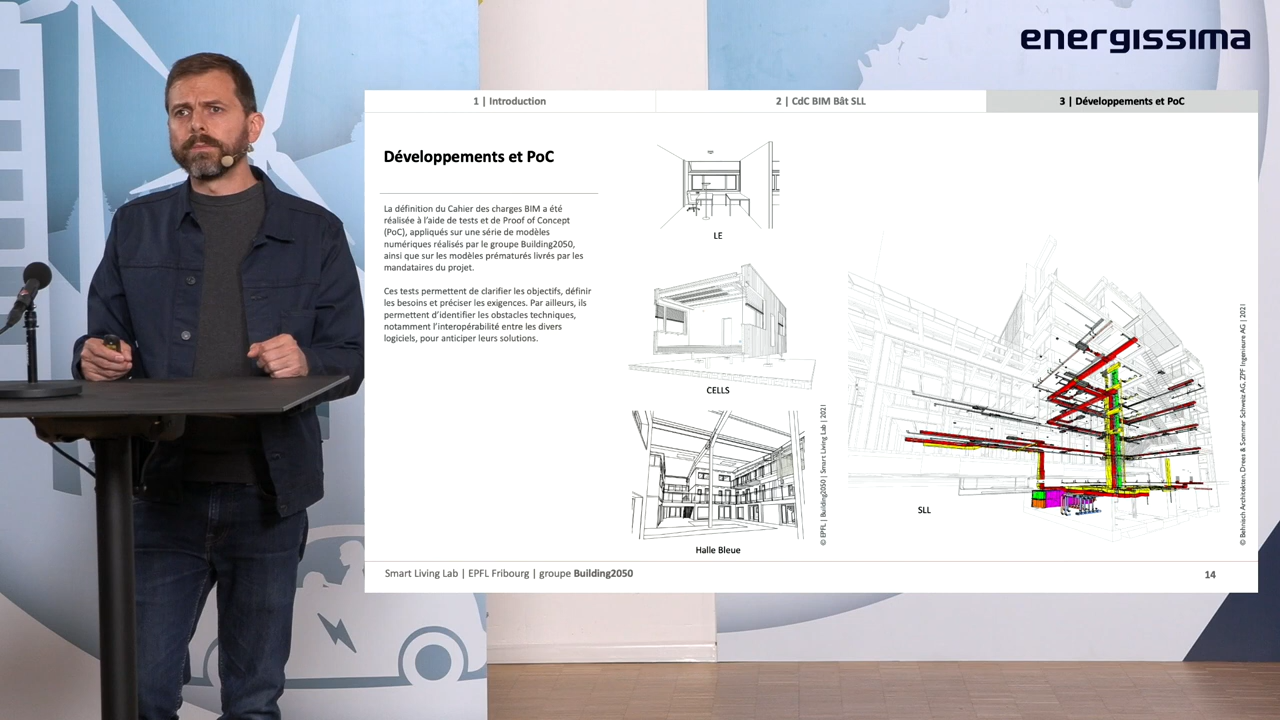 energissima
1 | Introduction
2 | CdC BIM Bât SLL
3 | Développements et PoC
Développements et PoC
La définition du Cahier des charges BIM a été
réalisée à l'aide de tests et de Proof of Concept
(PoC), appliqués sur une série de modèles
numériques réalisés par le groupe Building2050,
ainsi que sur les modèles prématurés livrés par les
mandataires du projet.
Ces tests permettent de clarifier les objectifs, définir
les besoins et préciser les exigences. Par ailleurs, ils
permettent d'identifier les obstacles techniques,
notamment l'interopérabilité entre les divers
logiciels, pour anticiper leurs solutions.
LE
CELLS
Halle Bleue
© EPFL | Building2050 | Smart Living Lab | 2021
SLL
© Behnisch Architekten, Drees & Sommer Schweiz AG, ZPF Ingenieure AG | 2021
Smart Living Lab | EPFL Fribourg | groupe Building2050
14